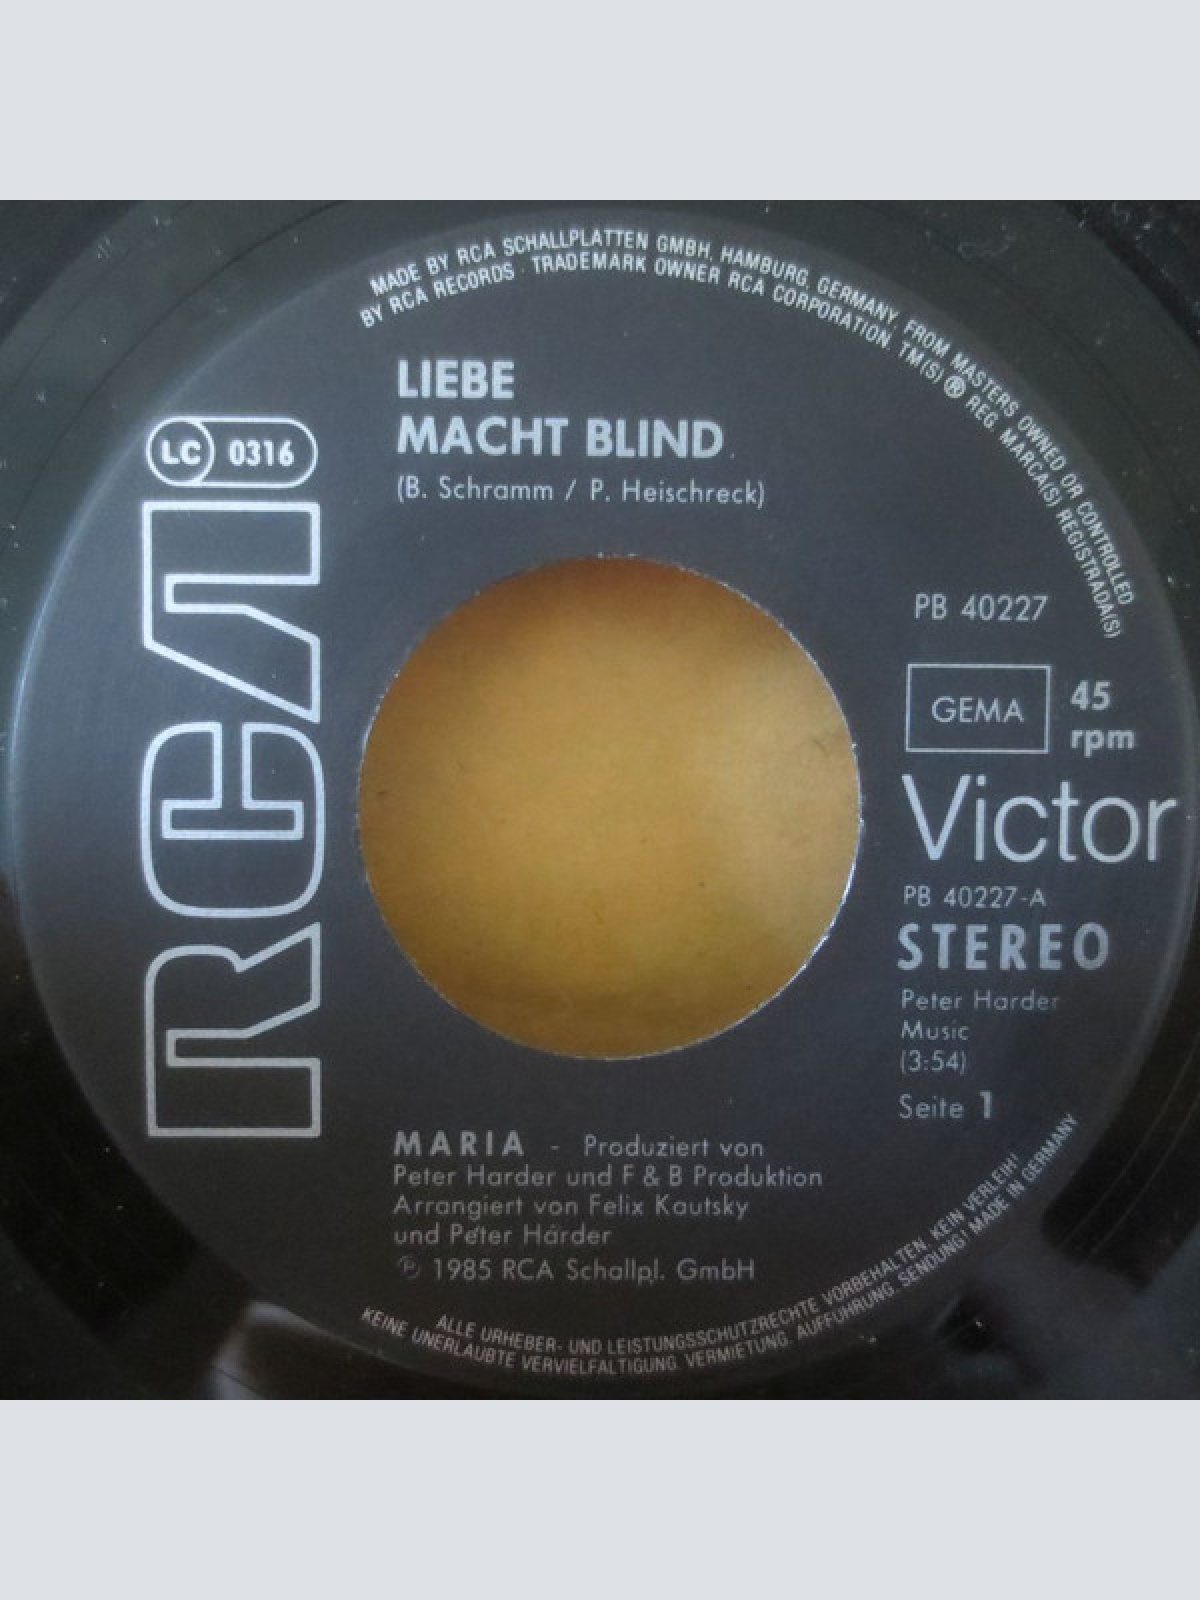 MADE BY RCA SCHALLPLATTEN GMBH, HAMBURG, GERMANY, FROM MASTERS OWNED OR CONTROLLED
BY RCA RECORDS . TRADEMARK OWNER RCA CORPORATION TM(S) ® REG. MARCA(S) REGISTRADA(S)
LIEBE
MACHT BLIND
(B. Schramm / P. Heischreck)
LC 0316
RCA
PB 40227
GEMA
45
rpm
Victor
PB 40227-A
STEREO
Peter Harder
Music
(3:54)
Seite 1
MARIA - Produziert von
Peter Harder und F & B Produktion
Arrangiert von Felix Kautsky
und Peter Harder
℗ 1985 RCA Schallpl. GmbH
ALLE URHEBER- UND LEISTUNGSSCHUTZRECHTE VORBEHALTEN. KEIN VERLEIH!
KEINE UNERLAUBTE VERVIELFALTIGUNG. VERMIETUNG. AUFFUHRUNG. SENDUNG! MADE IN GERMANY